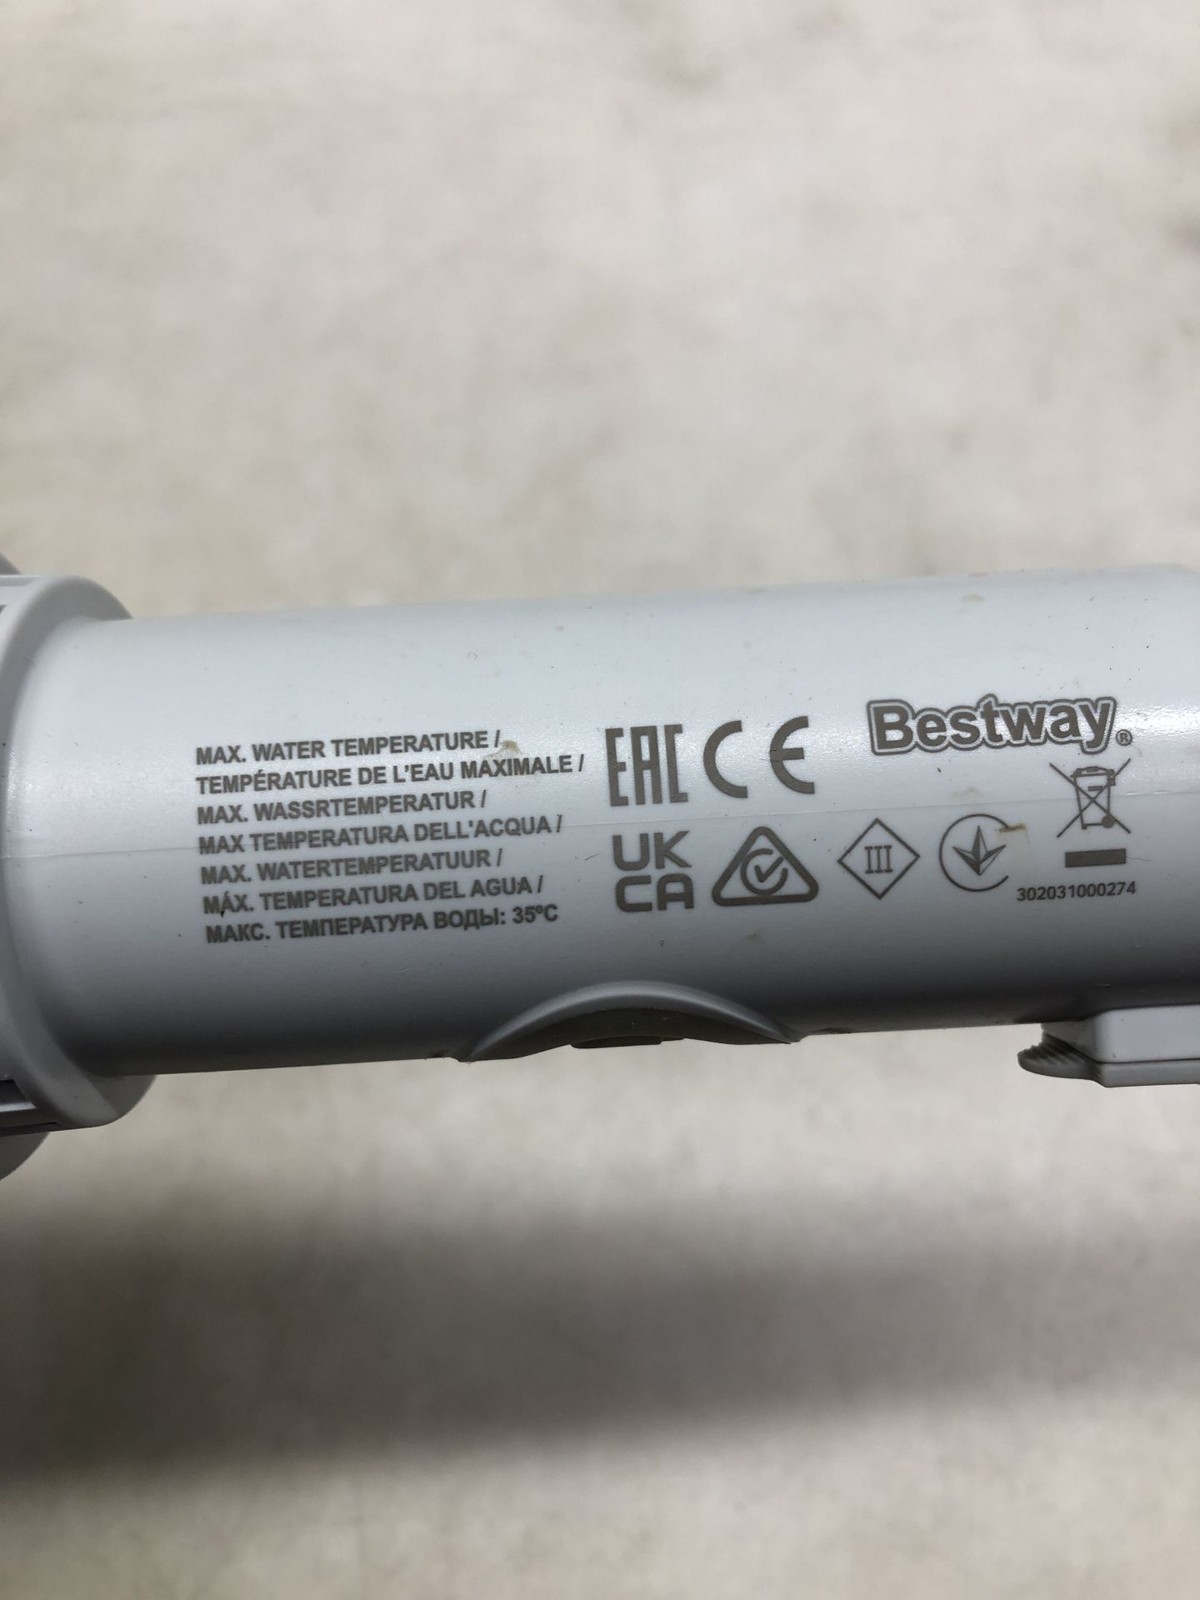 MAX. WATER TEMPERATURE /
TEMPÉRATURE DE L'EAU MAXIMALE /
MAX. WASSRTEMPERATUR /
MAX TEMPERATURA DELL'ACQUA /
MAX. WATERTEMPERATUUR /
MÁX. TEMPERATURA DEL AGUA /
МАКС. ТЕМПЕРАТУРА ВОДЫ: 35ºC
EAC CE
UK
CA
III
Bestway®
302031000274